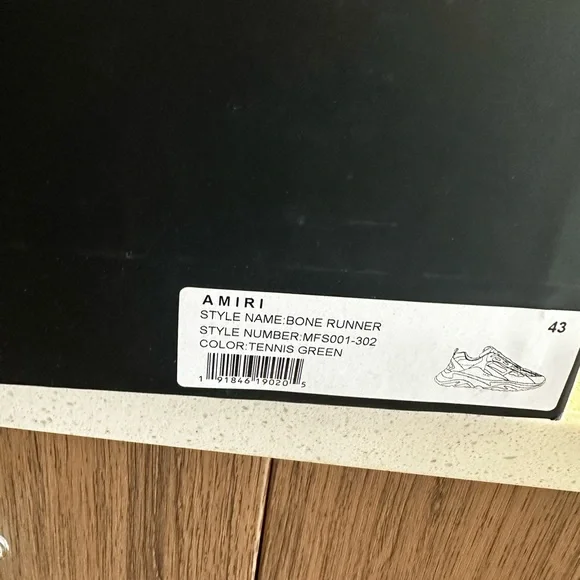 AMIRI
STYLE NAME:BONE RUNNER
STYLE NUMBER:MFS001-302
COLOR:TENNIS GREEN
1 91846 19020 5
43